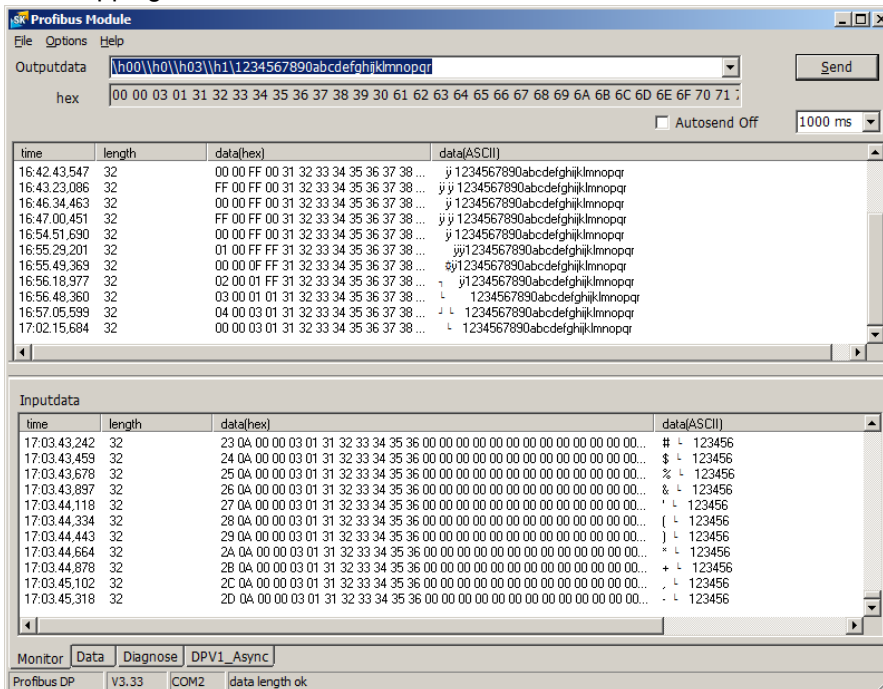 Profibus Module
File Options Help
Outputdata \h00\\h0\\h03\\h1\1234567890abcdefghijklmnopqr Send
hex 00 00 03 01 31 32 33 34 35 36 37 38 39 30 61 62 63 64 65 66 67 68 69 6A 6B 6C 6D 6E 6F 70 71
Autosend Off 1000 ms
time length data(hex) data(ASCII)
16:42.43,547 32 00 00 FF 00 31 32 33 34 35 36 37 38 ... ÿ 1234567890abcdefghijklmnopqr
16:43.23,086 32 FF 00 FF 00 31 32 33 34 35 36 37 38 ... ÿ ÿ 1234567890abcdefghijklmnopqr
16:46.34,463 32 00 00 FF 00 31 32 33 34 35 36 37 38 ... ÿ 1234567890abcdefghijklmnopqr
16:47.00,451 32 FF 00 FF 00 31 32 33 34 35 36 37 38 ... ÿ ÿ 1234567890abcdefghijklmnopqr
16:54.51,690 32 00 00 FF 00 31 32 33 34 35 36 37 38 ... ÿ 1234567890abcdefghijklmnopqr
16:55.29,201 32 01 00 FF FF 31 32 33 34 35 36 37 38 ... ÿÿ1234567890abcdefghijklmnopqr
16:55.49,369 32 00 00 0F FF 31 32 33 34 35 36 37 38 ... ¤ÿ1234567890abcdefghijklmnopqr
16:56.18,977 32 02 00 01 FF 31 32 33 34 35 36 37 38 ... ┐ ÿ1234567890abcdefghijklmnopqr
16:56.48,360 32 03 00 01 01 31 32 33 34 35 36 37 38 ... └ 1234567890abcdefghijklmnopqr
16:57.05,599 32 04 00 03 01 31 32 33 34 35 36 37 38 ... ┘ └ 1234567890abcdefghijklmnopqr
17:02.15,684 32 00 00 03 01 31 32 33 34 35 36 37 38 ... └ 1234567890abcdefghijklmnopqr
Inputdata
time length data(hex) data(ASCII)
17:03.43,242 32 23 0A 00 00 03 01 31 32 33 34 35 36 00 00 00 00 00 00 00 00 00 00 00 00... # └ 123456
17:03.43,459 32 24 0A 00 00 03 01 31 32 33 34 35 36 00 00 00 00 00 00 00 00 00 00 00 00... $ └ 123456
17:03.43,678 32 25 0A 00 00 03 01 31 32 33 34 35 36 00 00 00 00 00 00 00 00 00 00 00 00... % └ 123456
17:03.43,897 32 26 0A 00 00 03 01 31 32 33 34 35 36 00 00 00 00 00 00 00 00 00 00 00 00... & └ 123456
17:03.44,118 32 27 0A 00 00 03 01 31 32 33 34 35 36 00 00 00 00 00 00 00 00 00 00 00 00... ' └ 123456
17:03.44,334 32 28 0A 00 00 03 01 31 32 33 34 35 36 00 00 00 00 00 00 00 00 00 00 00 00... ( └ 123456
17:03.44,443 32 29 0A 00 00 03 01 31 32 33 34 35 36 00 00 00 00 00 00 00 00 00 00 00 00... ) └ 123456
17:03.44,664 32 2A 0A 00 00 03 01 31 32 33 34 35 36 00 00 00 00 00 00 00 00 00 00 00 00... * └ 123456
17:03.44,878 32 2B 0A 00 00 03 01 31 32 33 34 35 36 00 00 00 00 00 00 00 00 00 00 00 00... + └ 123456
17:03.45,102 32 2C 0A 00 00 03 01 31 32 33 34 35 36 00 00 00 00 00 00 00 00 00 00 00 00... , └ 123456
17:03.45,318 32 2D 0A 00 00 03 01 31 32 33 34 35 36 00 00 00 00 00 00 00 00 00 00 00 00... - └ 123456
Monitor Data Diagnose DPV1_Async
Profibus DP V3.33 COM2 data length ok